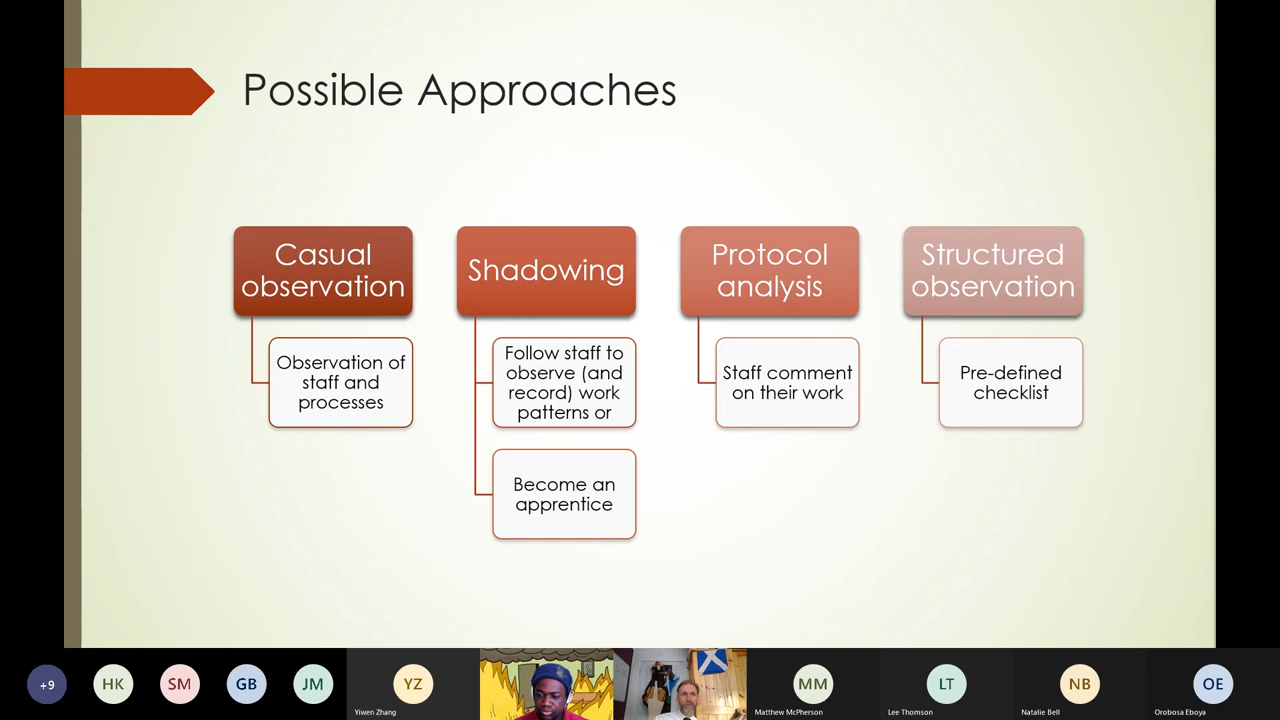 Possible Approaches
Casual
observation
Observation of
staff and
processes
Shadowing
Follow staff to
observe (and
record) work
patterns or
Become an
apprentice
Protocol
analysis
Staff comment
on their work
Structured
observation
Pre-defined
checklist
+9
HK
SM
GB
JM
YZ
Yiwen Zhang
MM
Matthew McPherson
LT
Lee Thomson
NB
Natalie Bell
OE
Orobosa Eboya